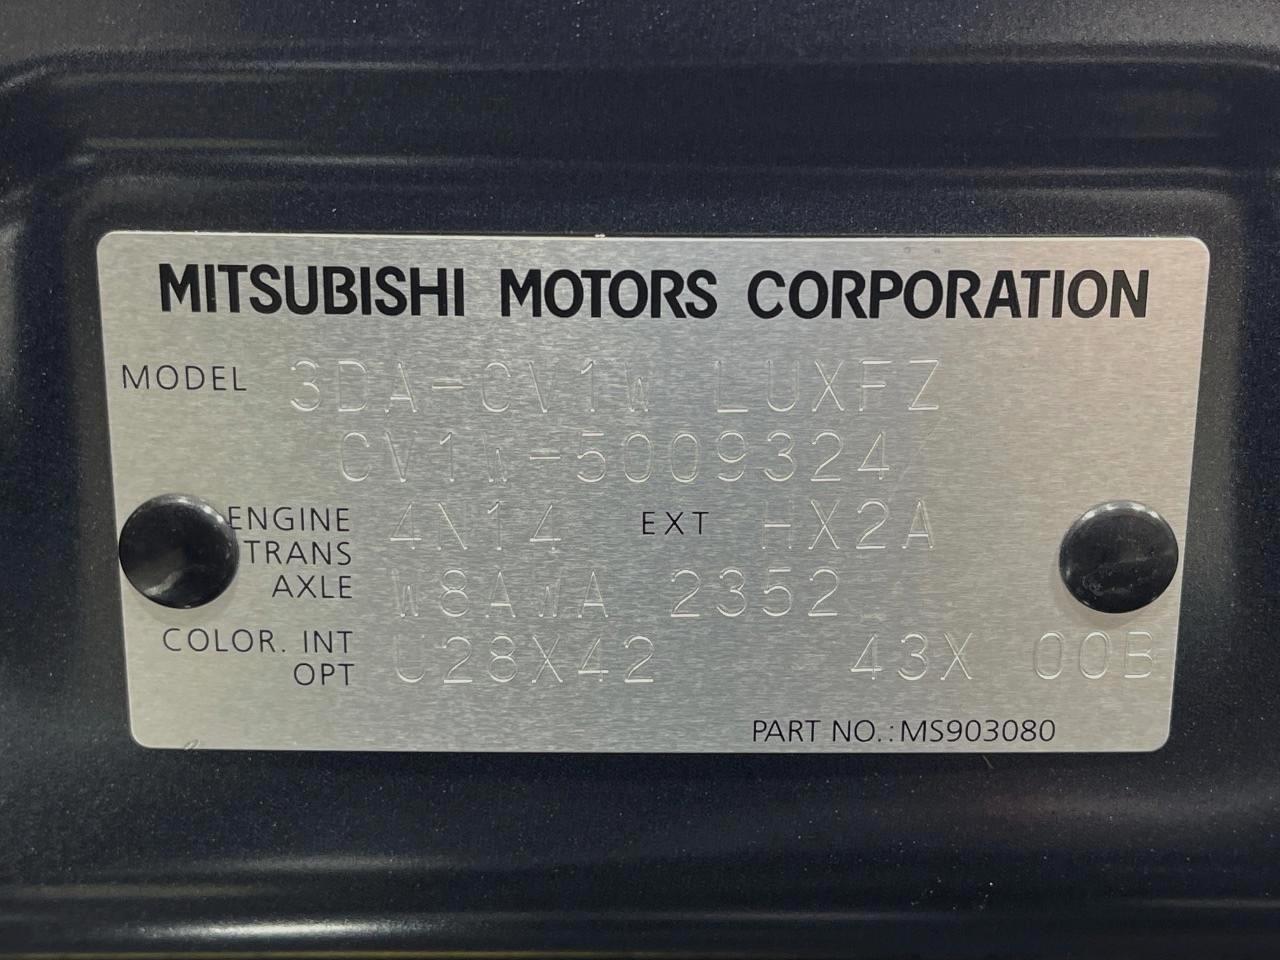 MITSUBISHI MOTORS CORPORATION
MODEL 3DA-CV1W LUXFZ
CV1W-5009324
ENGINE 4N14 EXT HX2A
TRANS
AXLE W8AWA 2352
COLOR. INT
OPT C28X42 43X 00B
PART NO.:MS903080